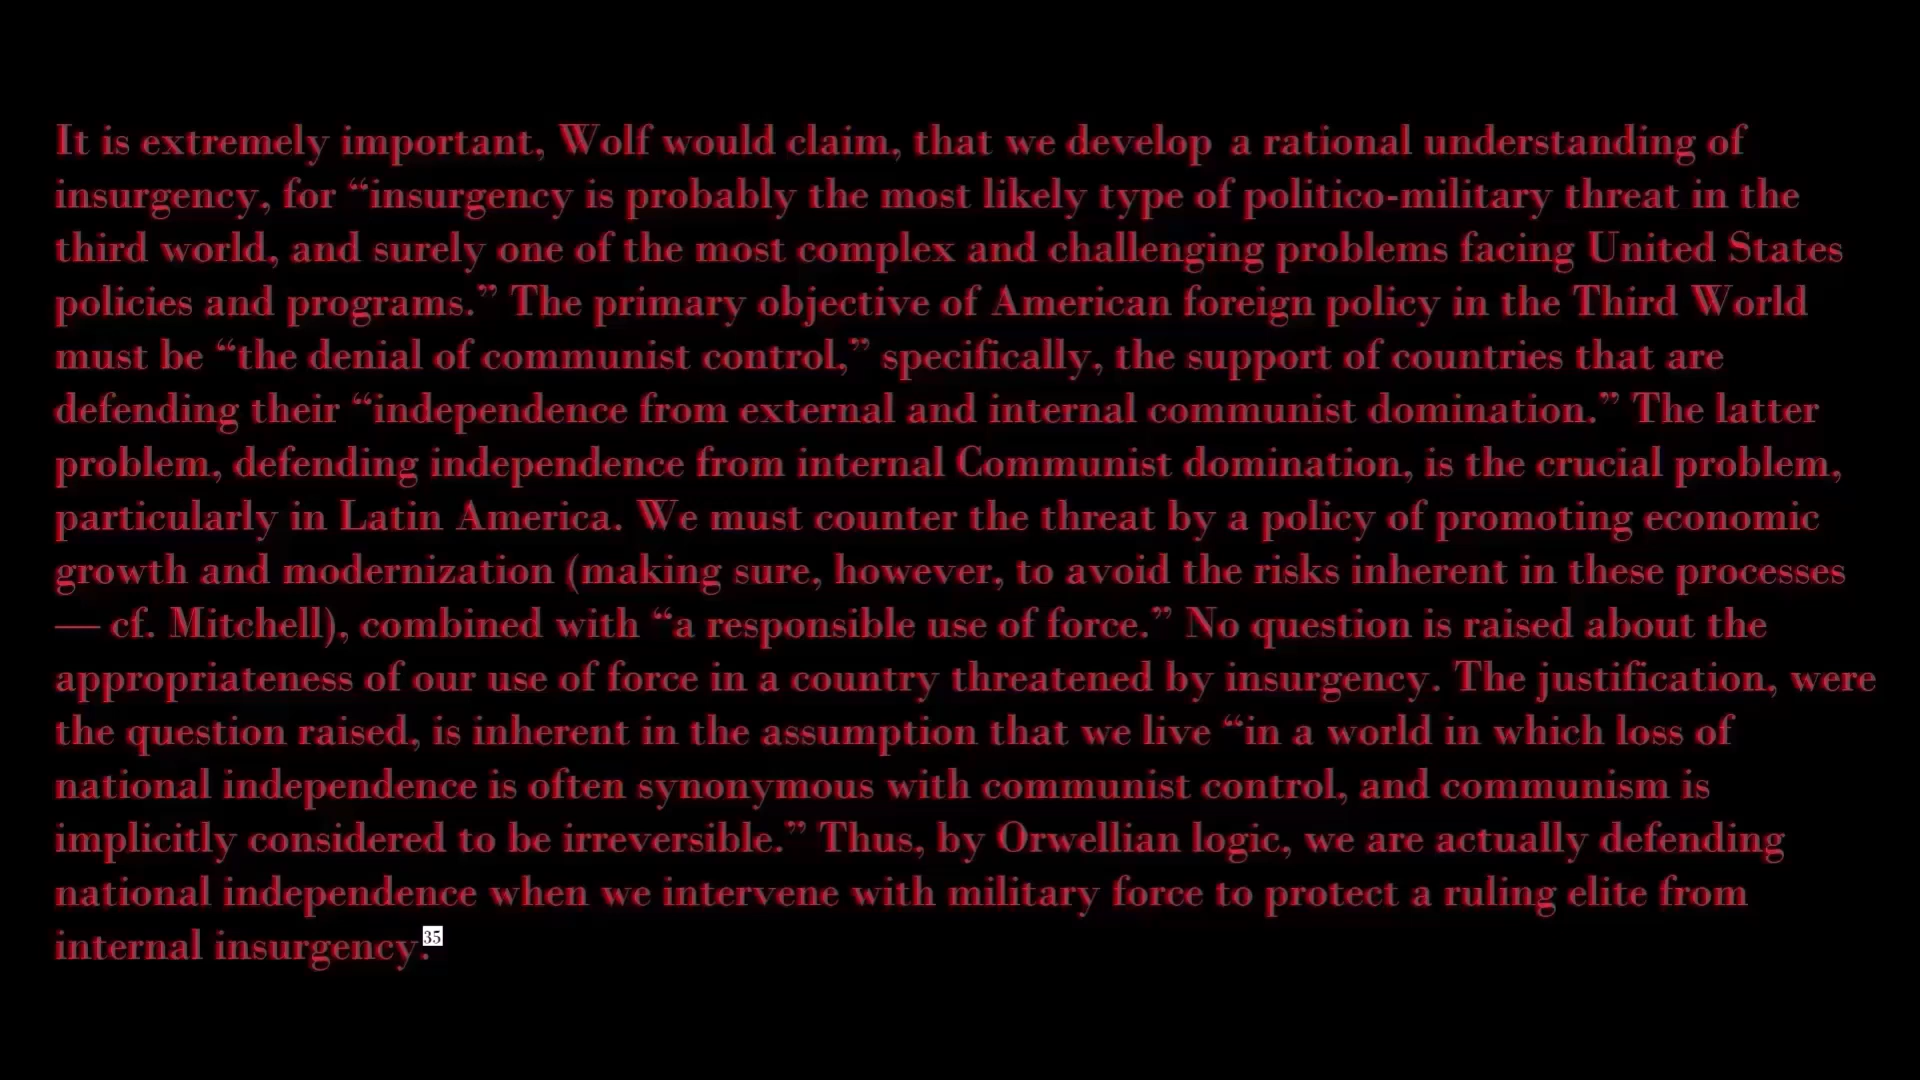 It is extremely important, Wolf would claim, that we develop a rational understanding of
insurgency, for “insurgency is probably the most likely type of politico-military threat in the
third world, and surely one of the most complex and challenging problems facing United States
policies and programs.” The primary objective of American foreign policy in the Third World
must be “the denial of communist control,” specifically, the support of countries that are
defending their “independence from external and internal communist domination.” The latter
problem, defending independence from internal Communist domination, is the crucial problem,
particularly in Latin America. We must counter the threat by a policy of promoting economic
growth and modernization (making sure, however, to avoid the risks inherent in these processes
— cf. Mitchell), combined with “a responsible use of force.” No question is raised about the
appropriateness of our use of force in a country threatened by insurgency. The justification, were
the question raised, is inherent in the assumption that we live “in a world in which loss of
national independence is often synonymous with communist control, and communism is
implicitly considered to be irreversible.” Thus, by Orwellian logic, we are actually defending
national independence when we intervene with military force to protect a ruling elite from
internal insurgency.35